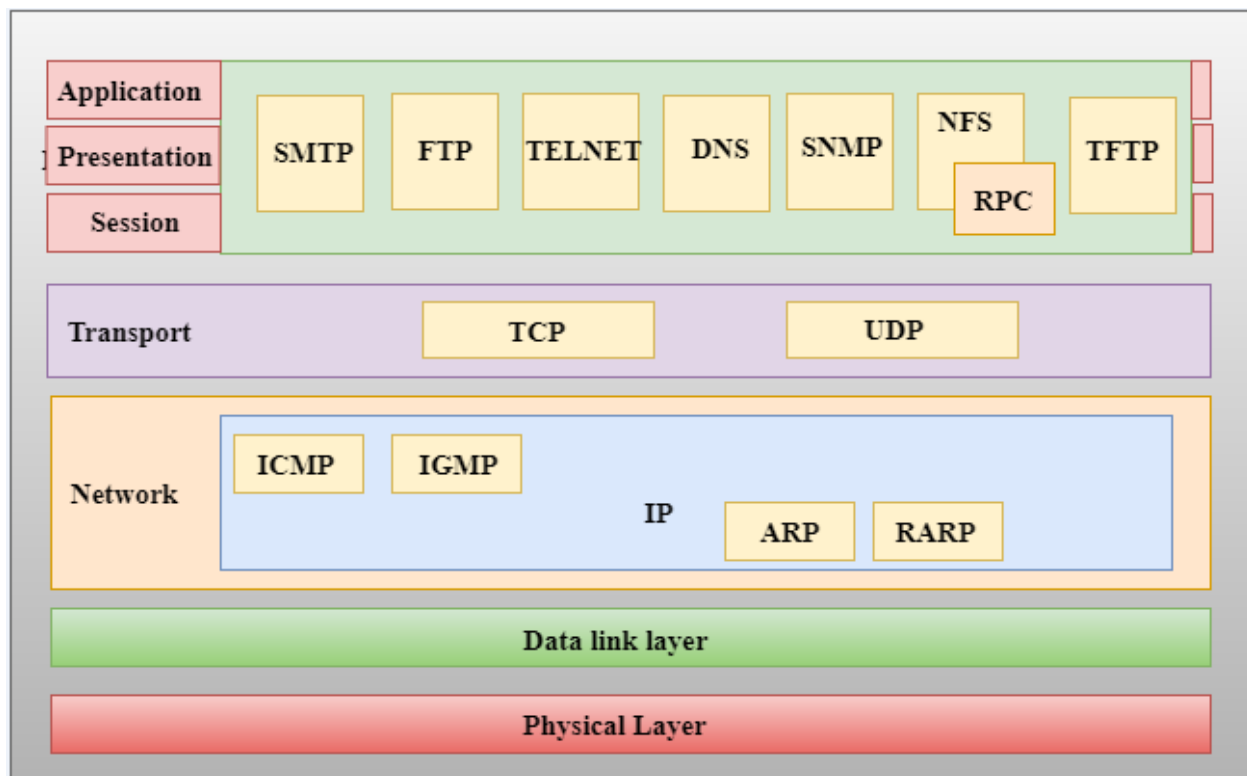 Application
Presentation
Session
SMTP
FTP
TELNET
DNS
SNMP
NFS
RPC
TFTP
Transport
TCP
UDP
Network
ICMP
IGMP
IP
ARP
RARP
Data link layer
Physical Layer